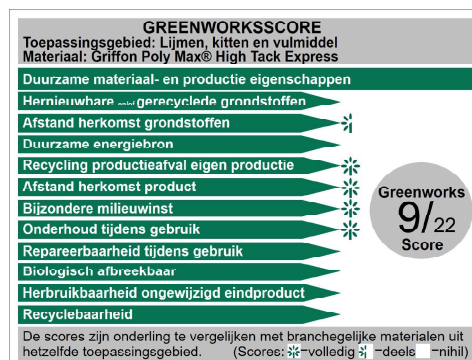 GREENWORKSSCORE
Toepassingsgebied: Lijmen, kitten en vulmiddel
Materiaal: Griffon Poly Max® High Tack Express
Duurzame materiaal- en productie eigenschappen
Hernieuwbare en/of gerecyclede grondstoffen
Afstand herkomst grondstoffen
Duurzame energiebron
Recycling productieafval eigen productie
Afstand herkomst product
Bijzondere milieuwinst
Onderhoud tijdens gebruik
Repareerbaarheid tijdens gebruik
Biologisch afbreekbaar
Herbruikbaarheid ongewijzigd eindproduct
Recyclebaarheid
Greenworks
9/22
Score
De scores zijn onderling te vergelijken met branchegelijke materialen uit
hetzelfde toepassingsgebied. (Scores: =volledig =deels =nihil)